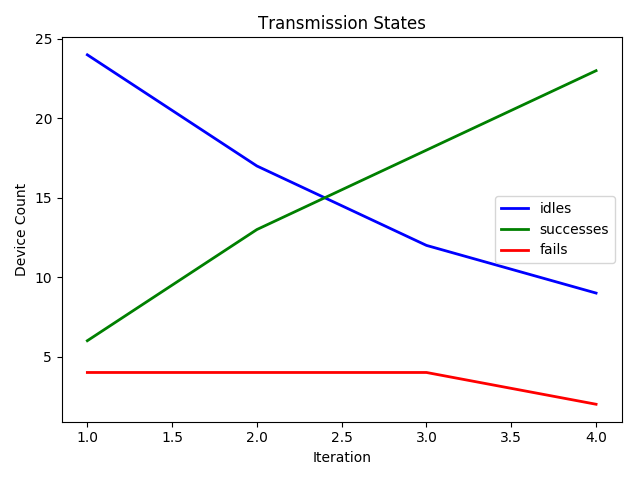 Transmission States
Device Count
25
20
15
10
5
idles
successes
fails
1.0 1.5 2.0 2.5 3.0 3.5 4.0
Iteration